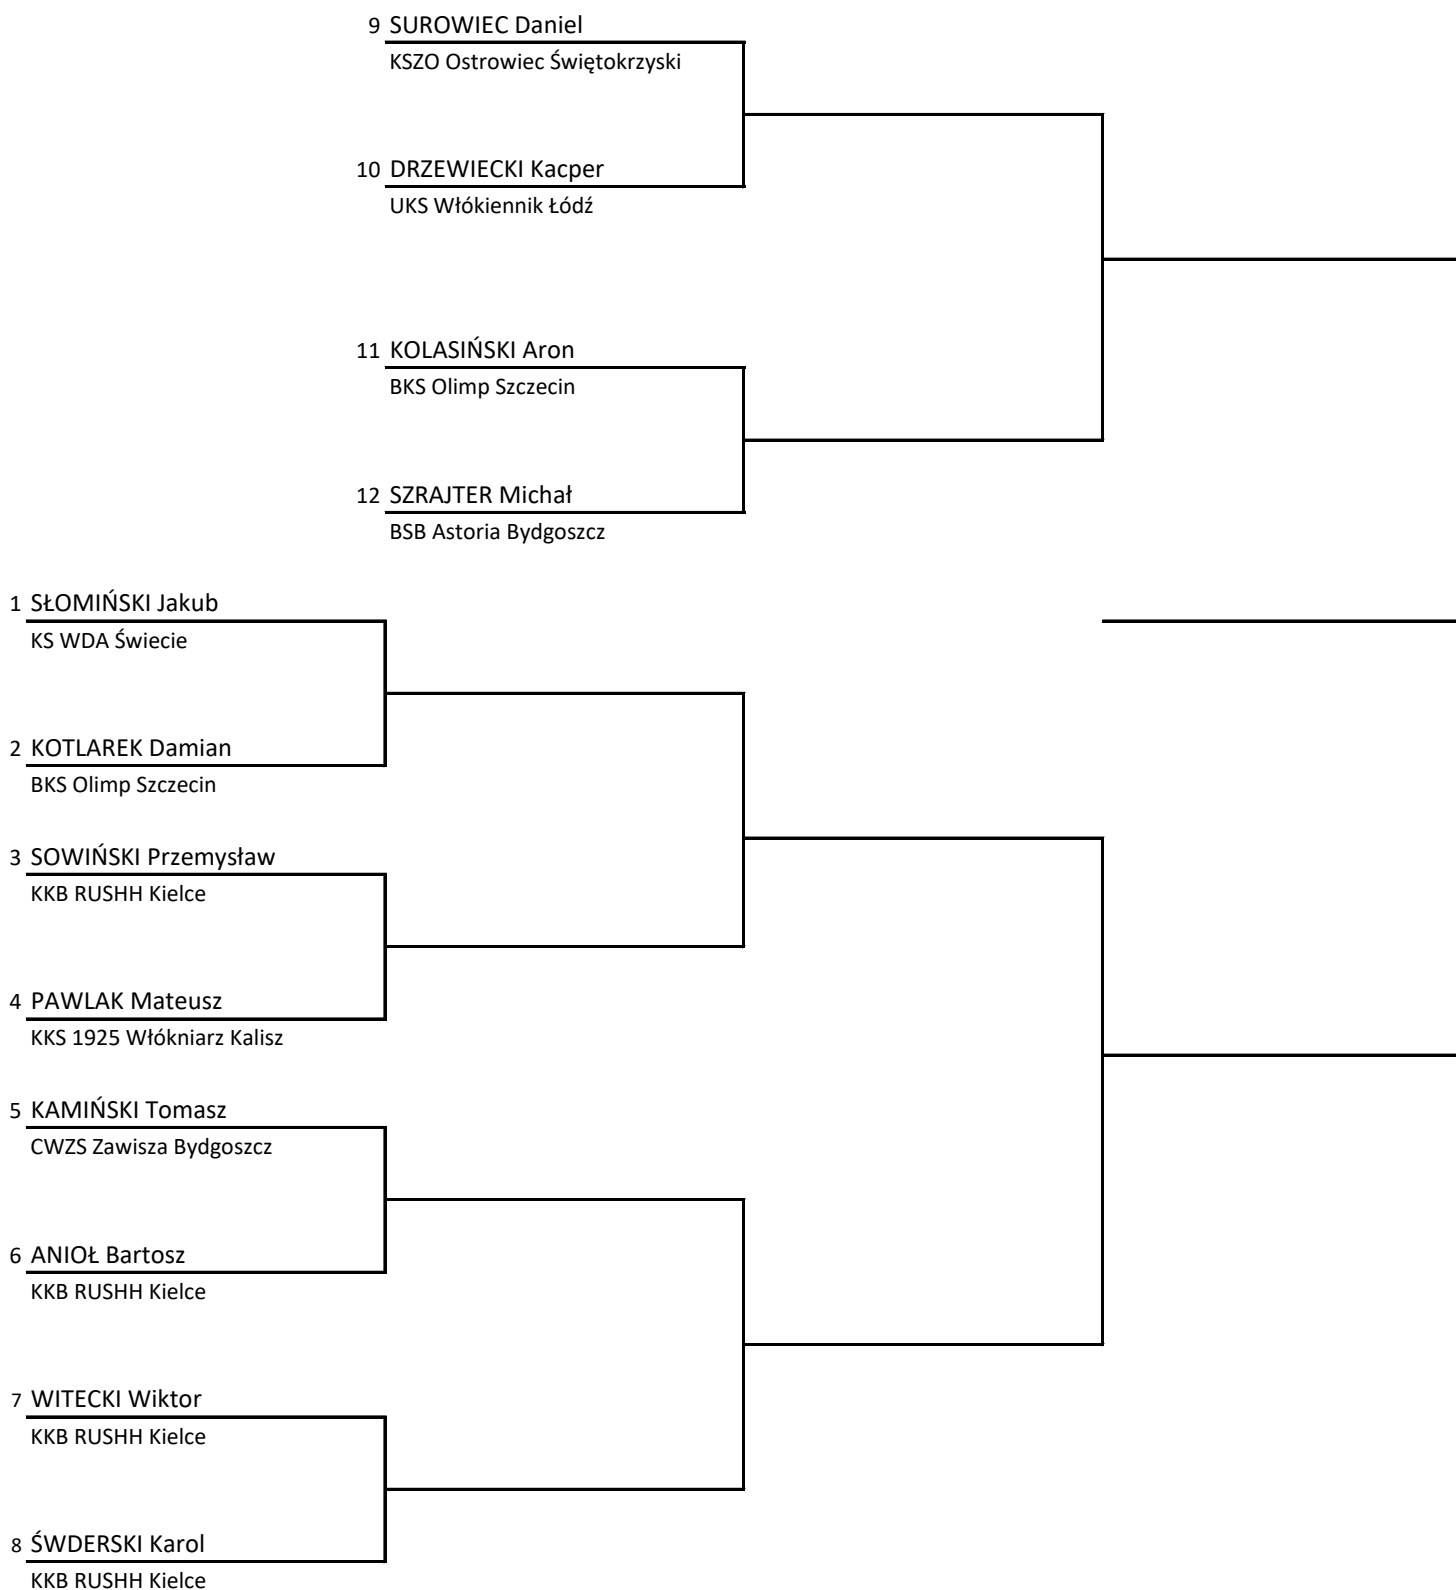 9 SUROWIEC Daniel
KSZO Ostrowiec Świętokrzyski
10 DRZEWIECKI Kacper
UKS Włókiennik Łódź
11 KOLASIŃSKI Aron
BKS Olimp Szczecin
12 SZRAJTER Michał
BSB Astoria Bydgoszcz
1 SŁOMIŃSKI Jakub
KS WDA Świecie
2 KOTLAREK Damian
BKS Olimp Szczecin
3 SOWIŃSKI Przemysław
KKB RUSHH Kielce
4 PAWLAK Mateusz
KKS 1925 Włókniarz Kalisz
5 KAMIŃSKI Tomasz
CWZS Zawisza Bydgoszcz
6 ANIOŁ Bartosz
KKB RUSHH Kielce
7 WITECKI Wiktor
KKB RUSHH Kielce
8 ŚWDERSKI Karol
KKB RUSHH Kielce